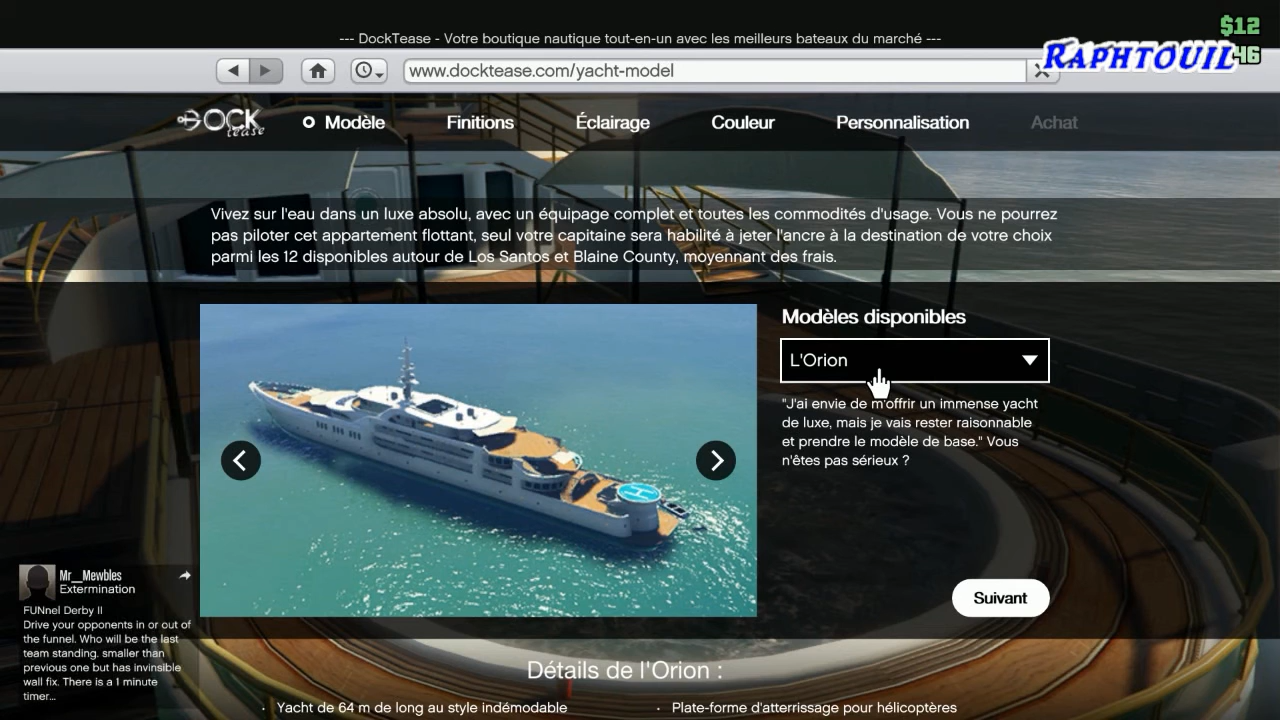 $12
--- DockTease - Votre boutique nautique tout-en-un avec les meilleurs bateaux du marché ---
RAPHTOUIL
46
www.docktease.com/yacht-model
DOCK
tease
Modèle
Finitions
Éclairage
Couleur
Personnalisation
Achat
Vivez sur l'eau dans un luxe absolu, avec un équipage complet et toutes les commodités d'usage. Vous ne pourrez
pas piloter cet appartement flottant, seul votre capitaine sera habilité à jeter l'ancre à la destination de votre choix
parmi les 12 disponibles autour de Los Santos et Blaine County, moyennant des frais.
Modèles disponibles
L'Orion
"J'ai envie de m'offrir un immense yacht
de luxe, mais je vais rester raisonnable
et prendre le modèle de base." Vous
n'êtes pas sérieux ?
H
Suivant
Mr__Mewbles
Extermination
FUNnel Derby II
Drive your opponents in or out of
the funnel. Who will be the last
team standing. smaller than
previous one but has invinsible
wall fix. There is a 1 minute
timer...
Détails de l'Orion :
· Yacht de 64 m de long au style indémodable
· Plate-forme d'atterrissage pour hélicoptères